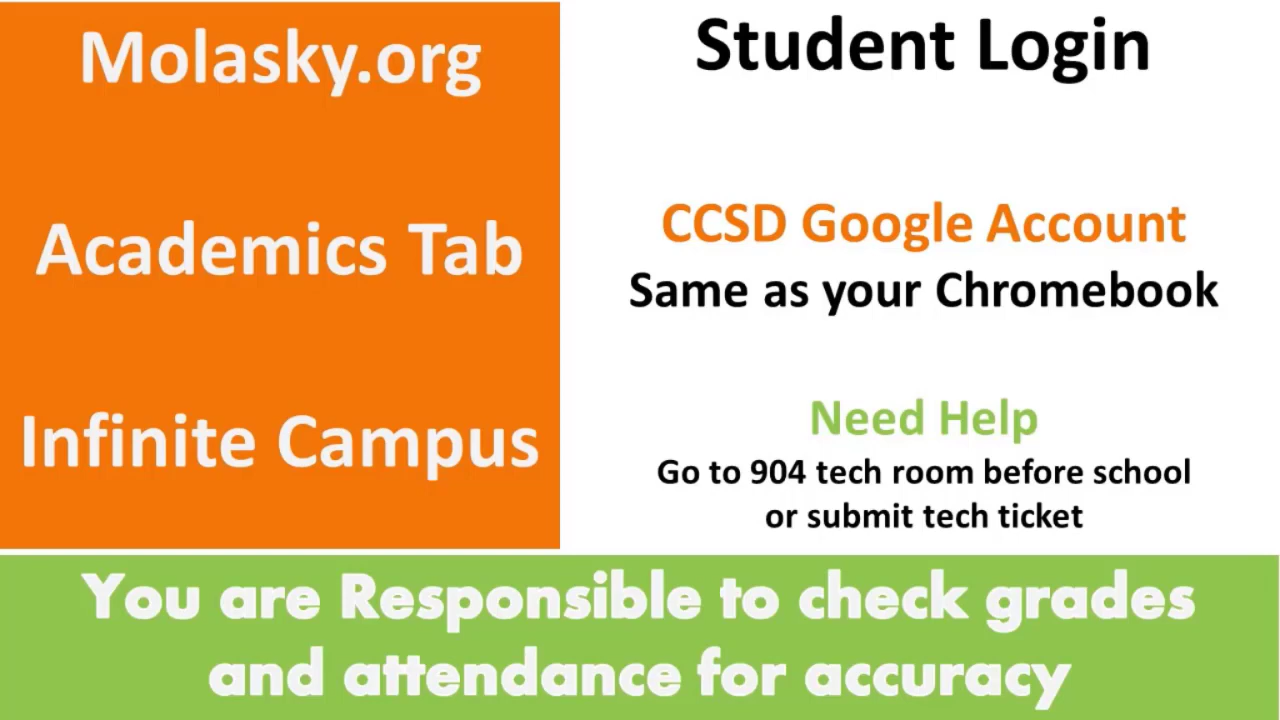 Molasky.org
Academics Tab
Infinite Campus
Student Login
CCSD Google Account
Same as your Chromebook
Need Help
Go to 904 tech room before school
or submit tech ticket
You are Responsible to check grades
and attendance for accuracy